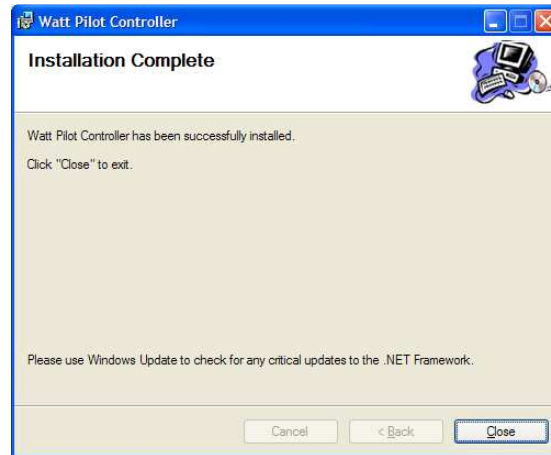 Watt Pilot Controller
Installation Complete
Watt Pilot Controller has been successfully installed.
Click "Close" to exit.
Please use Windows Update to check for any critical updates to the .NET Framework.
Cancel
< Back
Close